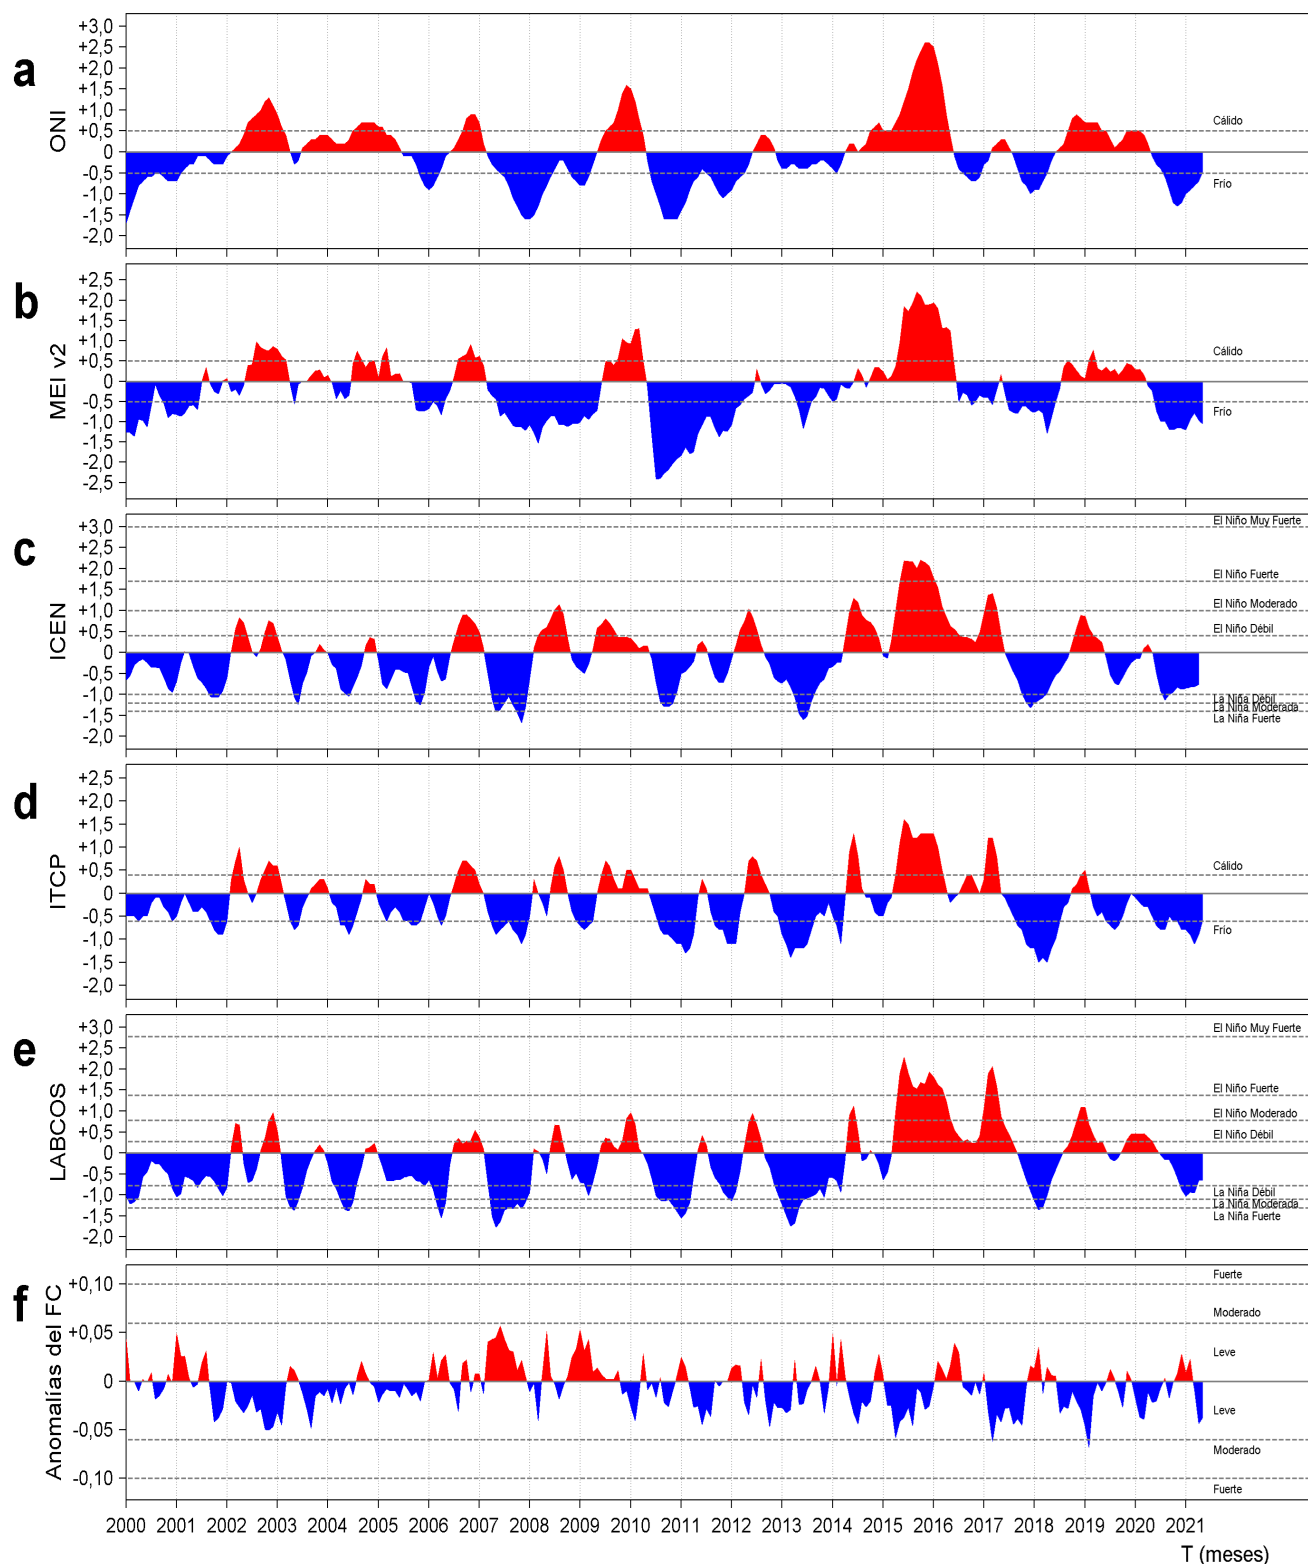 a
ONI
+3,0
+2,5
+2,0
+1,5
+1,0
+0,5
0
-0,5
-1,0
-1,5
-2,0
Cálido
Frio
b
MEI v2
+2,5
+2,0
+1,5
+1,0
+0,5
0
-0,5
-1,0
-1,5
-2,0
-2,5
Cálido
Frio
c
ICEN
+3,0
+2,5
+2,0
+1,5
+1,0
+0,5
0
-0,5
-1,0
-1,5
-2,0
El Niño Muy Fuerte
El Niño Fuerte
El Niño Moderado
El Niño Débil
La Niña Débil
La Niña Moderada
La Niña Fuerte
d
ITCP
+2,5
+2,0
+1,5
+1,0
+0,5
0
-0,5
-1,0
-1,5
-2,0
Cálido
Frio
e
LABCOS
+3,0
+2,5
+2,0
+1,5
+1,0
+0,5
0
-0,5
-1,0
-1,5
-2,0
El Niño Muy Fuerte
El Niño Fuerte
El Niño Moderado
El Niño Débil
La Niña Débil
La Niña Moderada
La Niña Fuerte
f
Anomalías del FC
+0,10
+0,05
0
-0,05
-0,10
Fuerte
Moderado
Leve
Leve
Moderado
Fuerte
2000 2001 2002 2003 2004 2005 2006 2007 2008 2009 2010 2011 2012 2013 2014 2015 2016 2017 2018 2019 2020 2021
T (meses)